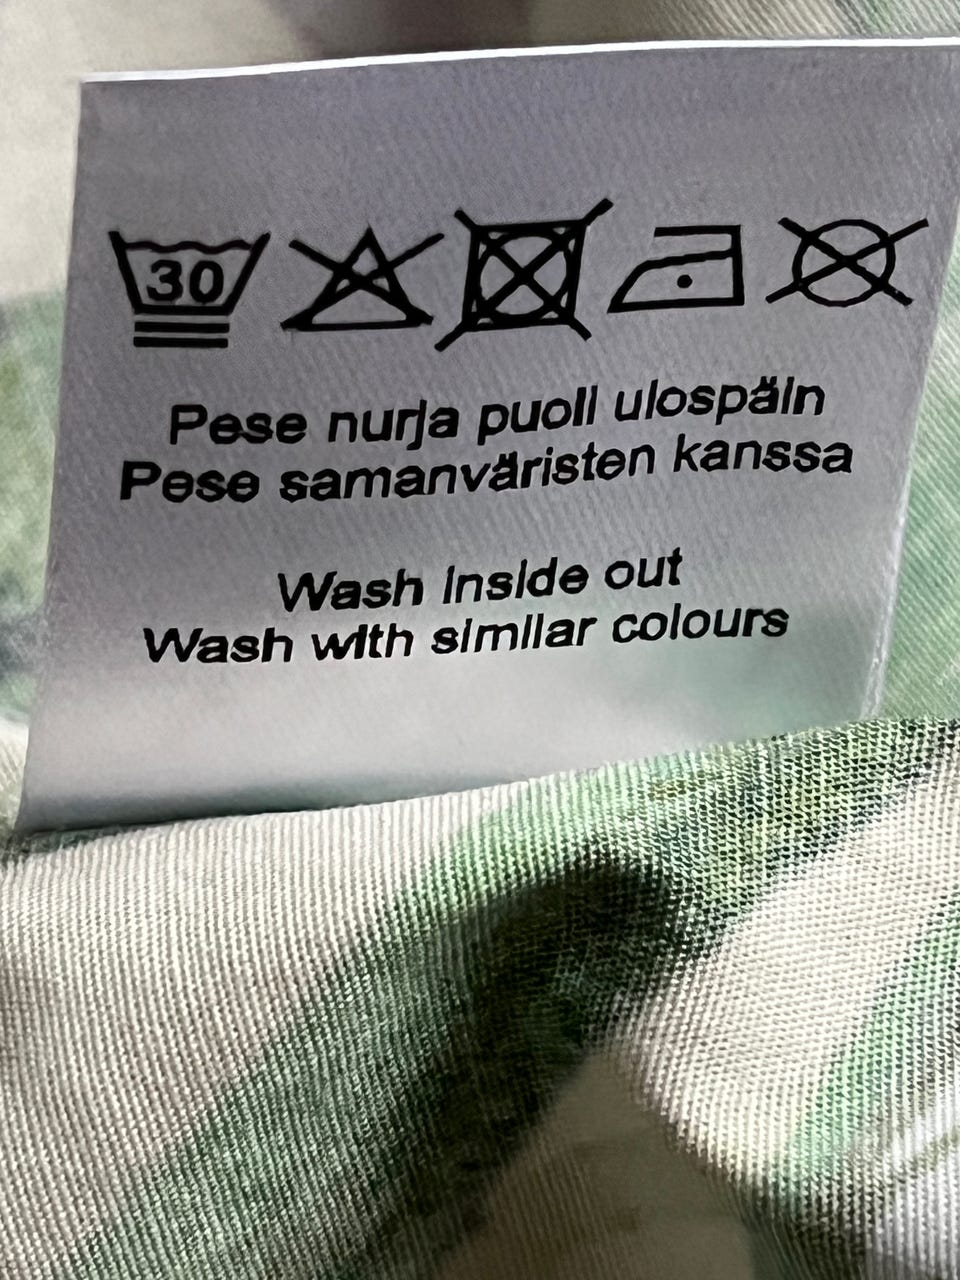 30
Pese nurja puoli ulospäin
Pese samanväristen kanssa
Wash inside out
Wash with similar colours